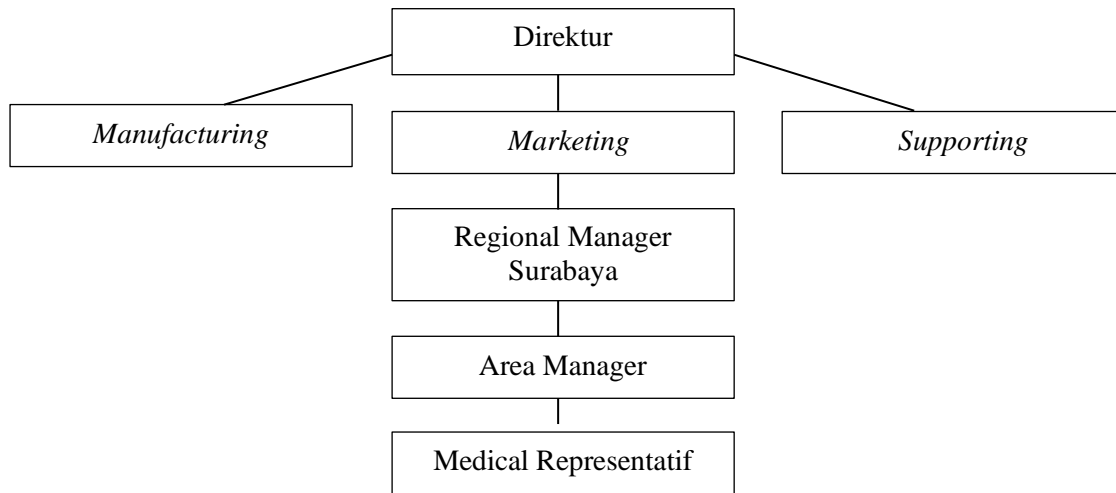 Direktur
Manufacturing
Marketing
Supporting
Regional Manager
Surabaya
Area Manager
Medical Representatif